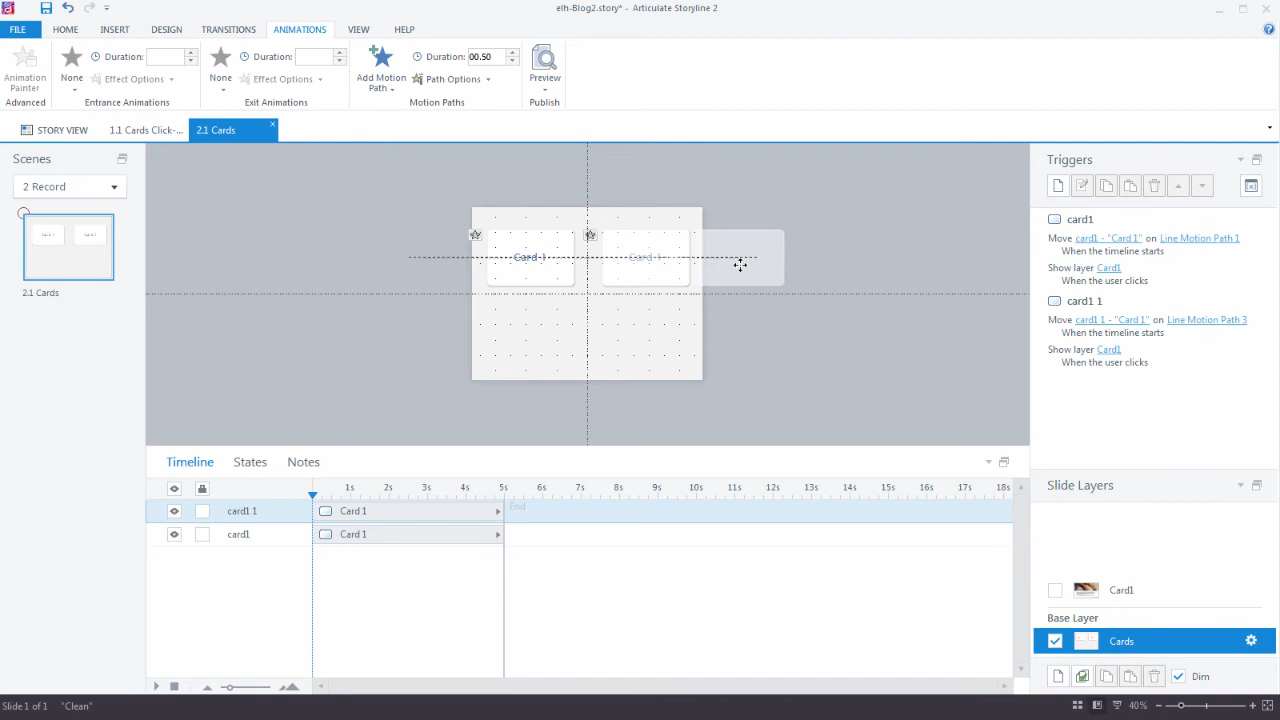 elh-Blog2.story* - Articulate Storyline 2
FILE HOME INSERT DESIGN TRANSITIONS ANIMATIONS VIEW HELP
Animation Painter
None
Duration:
Effect Options
None
Duration:
Effect Options
Add Motion Path
Duration: 00.50
Path Options
Preview
Advanced Entrance Animations Exit Animations Motion Paths Publish
STORY VIEW 1.1 Cards Click-... 2.1 Cards
Scenes
2 Record
2.1 Cards
Card 1 Card 1
Triggers
card1
Move card1 - "Card 1" on Line Motion Path 1
When the timeline starts
Show layer Card1
When the user clicks
card1 1
Move card1 1 - "Card 1" on Line Motion Path 3
When the timeline starts
Show layer Card1
When the user clicks
Timeline States Notes
1s 2s 3s 4s 5s 6s 7s 8s 9s 10s 11s 12s 13s 14s 15s 16s 17s 18s
card1 1 Card 1 End
card1 Card 1
Slide Layers
Card1
Base Layer
Cards
Dim
Slide 1 of 1 "Clean" 40%